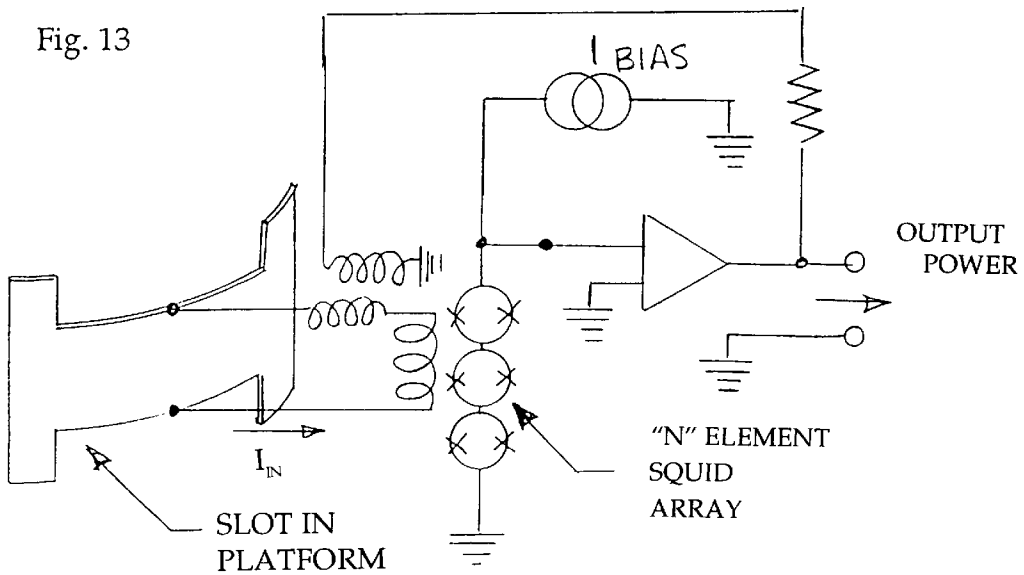 Fig. 13
I BIAS
OUTPUT
POWER
I IN
"N" ELEMENT
SQUID
ARRAY
SLOT IN
PLATFORM